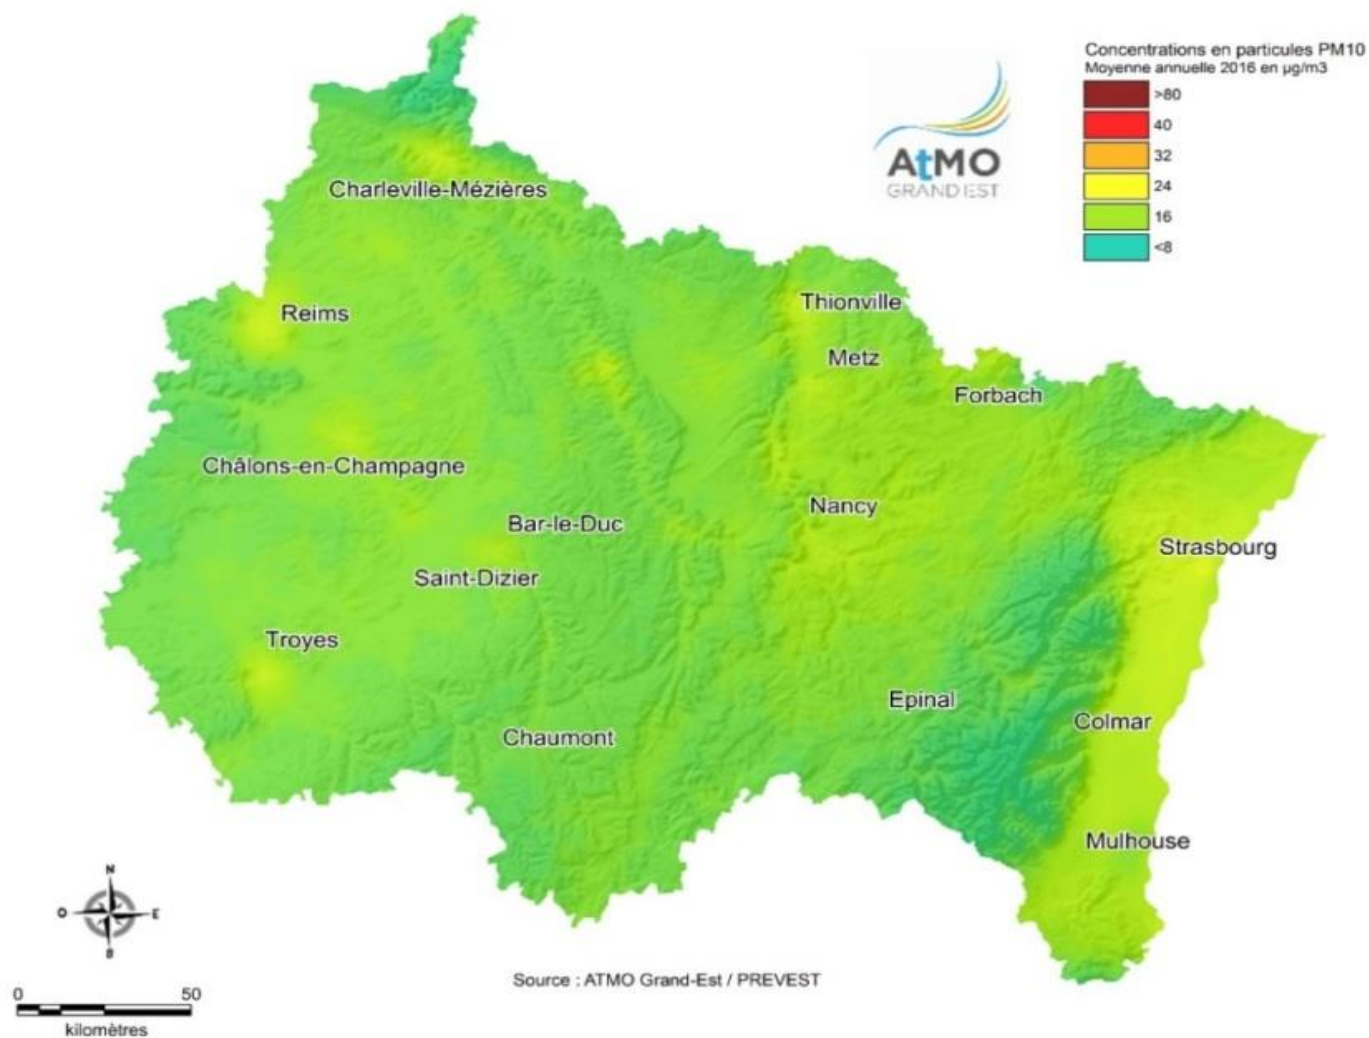 Concentrations en particules PM10
Moyenne annuelle 2016 en µg/m3
>80
40
32
24
16
<8
AtMO
GRAND EST
Charleville-Mézières
Reims
Thionville
Metz
Forbach
Châlons-en-Champagne
Nancy
Bar-le-Duc
Strasbourg
Saint-Dizier
Troyes
Epinal
Colmar
Chaumont
Mulhouse
N
O E
S
Source : ATMO Grand-Est / PREVEST
0 50
kilomètres